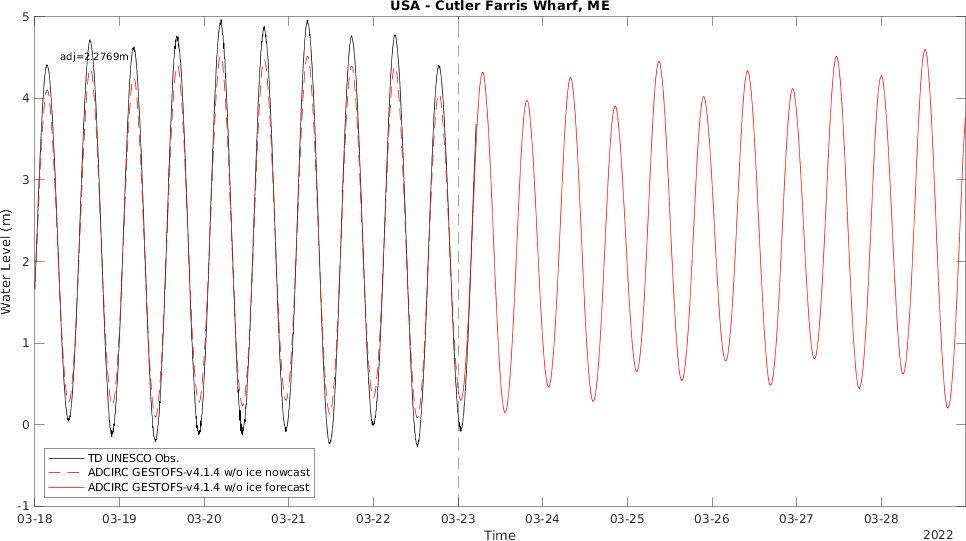 USA - Cutler Farris Wharf, ME
5
4
3
2
1
0
-1
Water Level (m)
adj=2.2769m
TD UNESCO Obs.
ADCIRC GESTOFS-v4.1.4 w/o ice nowcast
ADCIRC GESTOFS-v4.1.4 w/o ice forecast
03-18 03-19 03-20 03-21 03-22 03-23 03-24 03-25 03-26 03-27 03-28
Time
2022